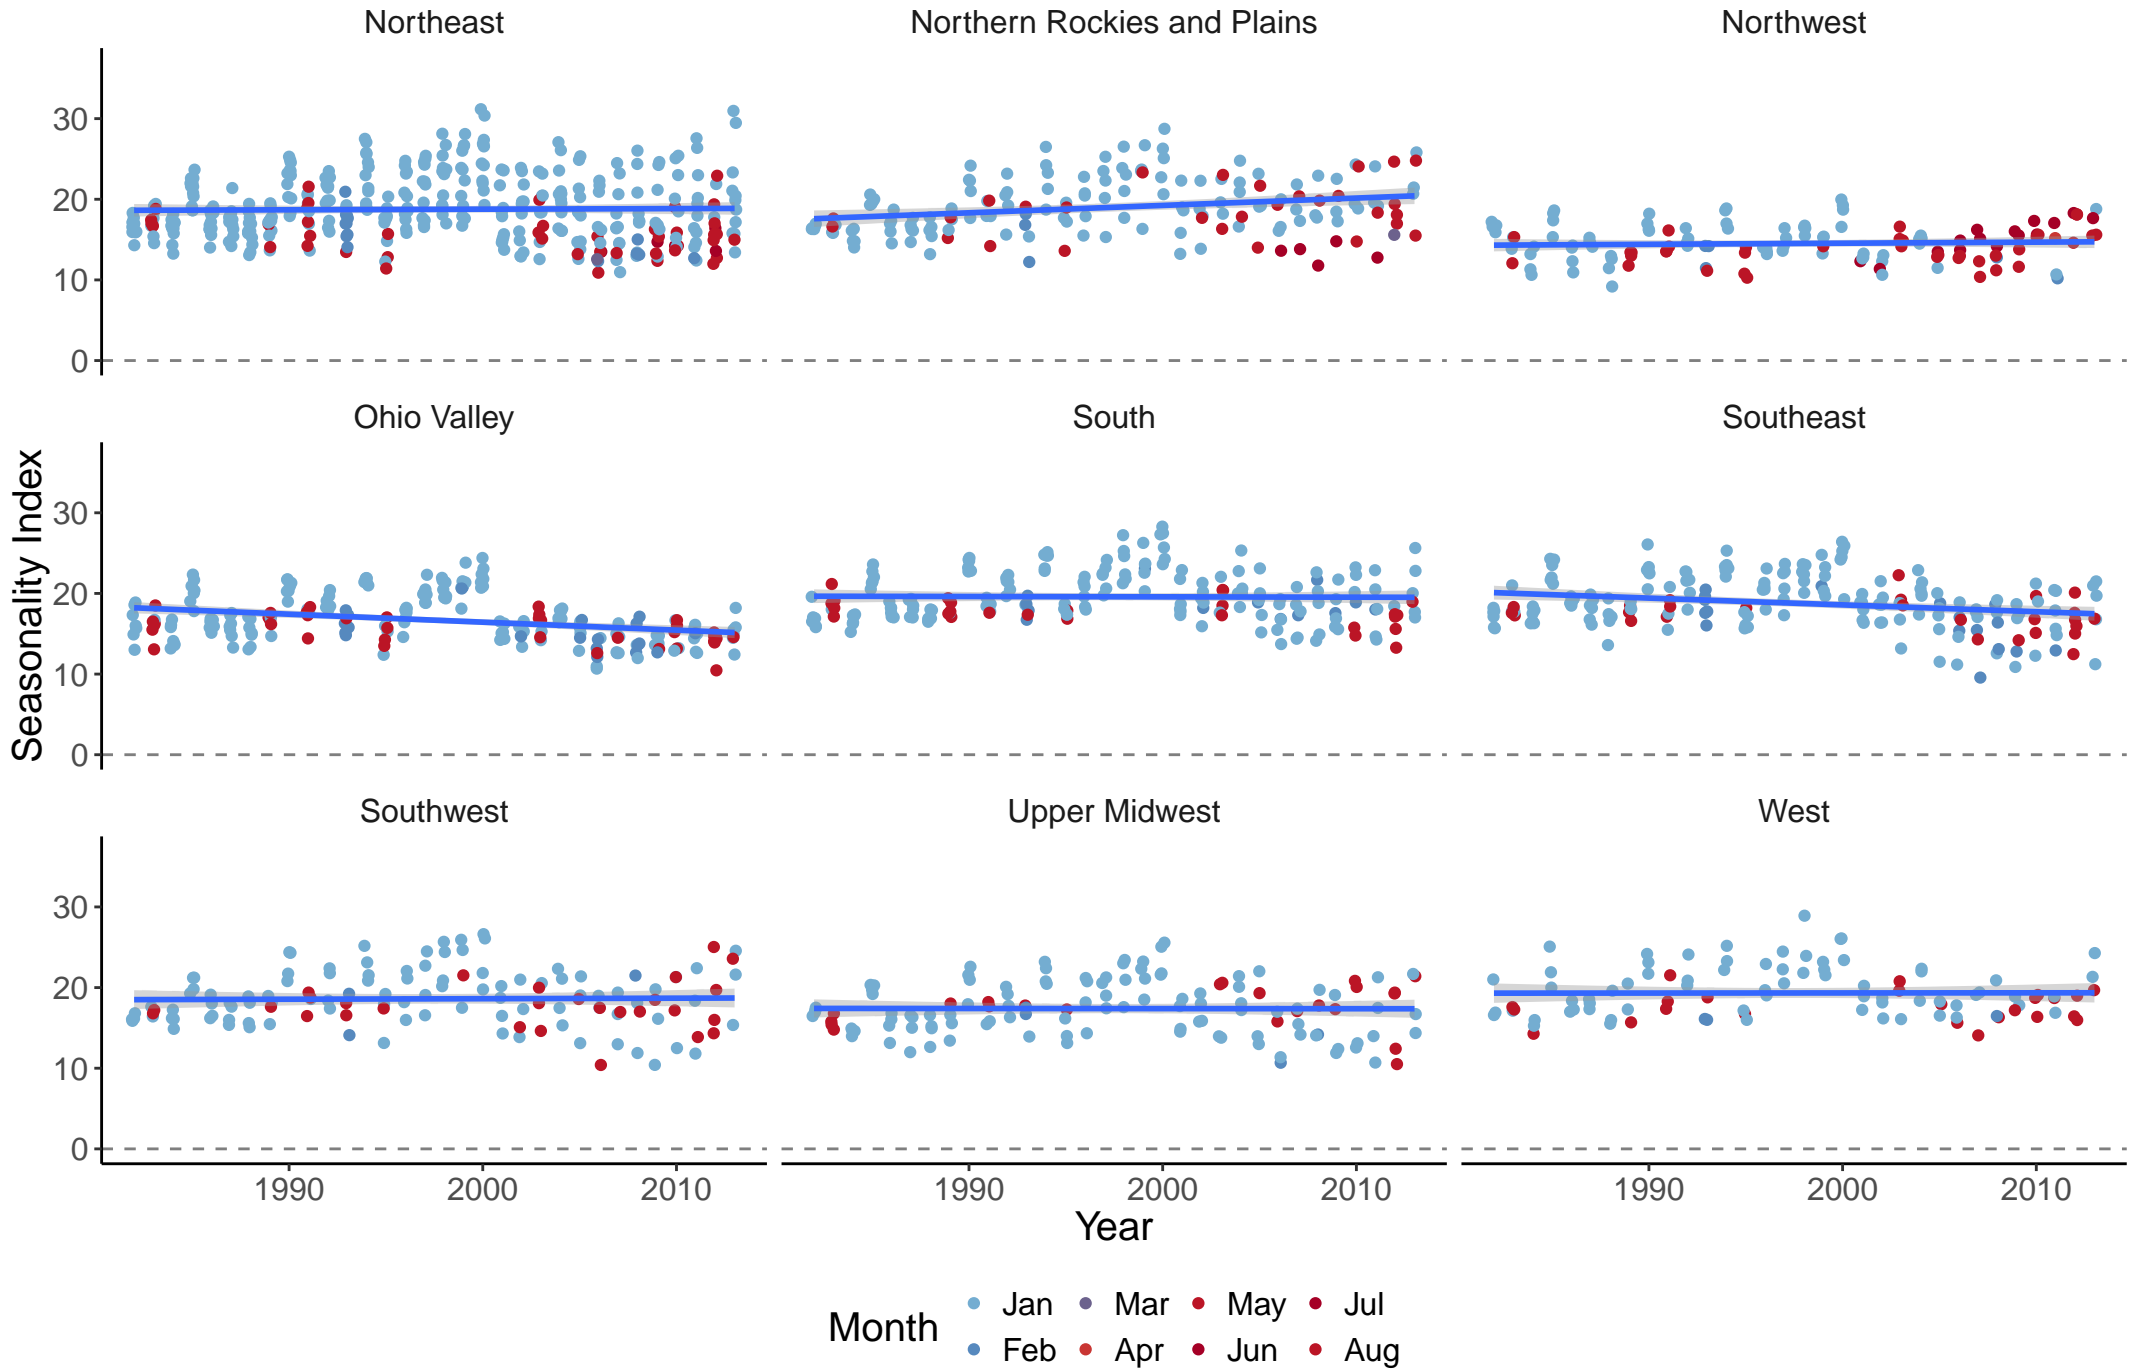 Northeast
Northern Rockies and Plains
Northwest
30
20
10
0
Ohio Valley
South
Southeast
Seasonality Index
30
20
10
0
Southwest
Upper Midwest
West
30
20
10
0
1990 2000 2010
1990 2000 2010
1990 2000 2010
Year
Month
Jan Mar May Jul
Feb Apr Jun Aug